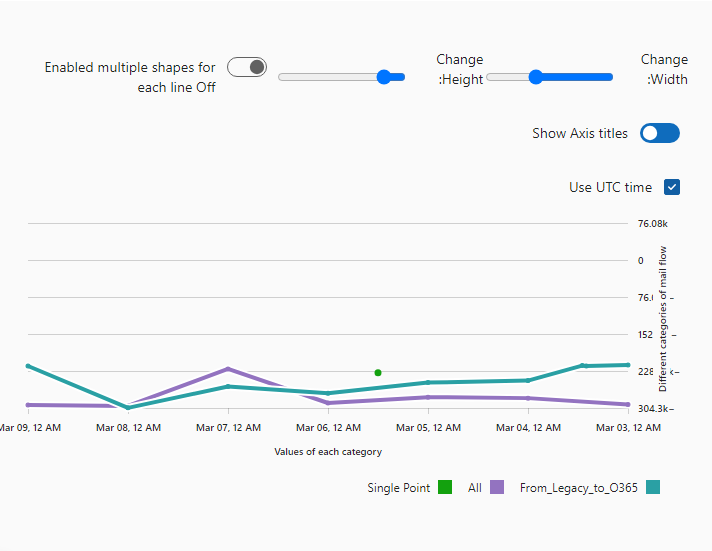 Enabled multiple shapes for
each line Off
Change
:Height
Change
:Width
Show Axis titles
Use UTC time
76.08k
0
76.
152
228 k–
304.3k–
Different categories of mail flow
Mar 09, 12 AM Mar 08, 12 AM Mar 07, 12 AM Mar 06, 12 AM Mar 05, 12 AM Mar 04, 12 AM Mar 03, 12 AM
Values of each category
Single Point All From_Legacy_to_O365